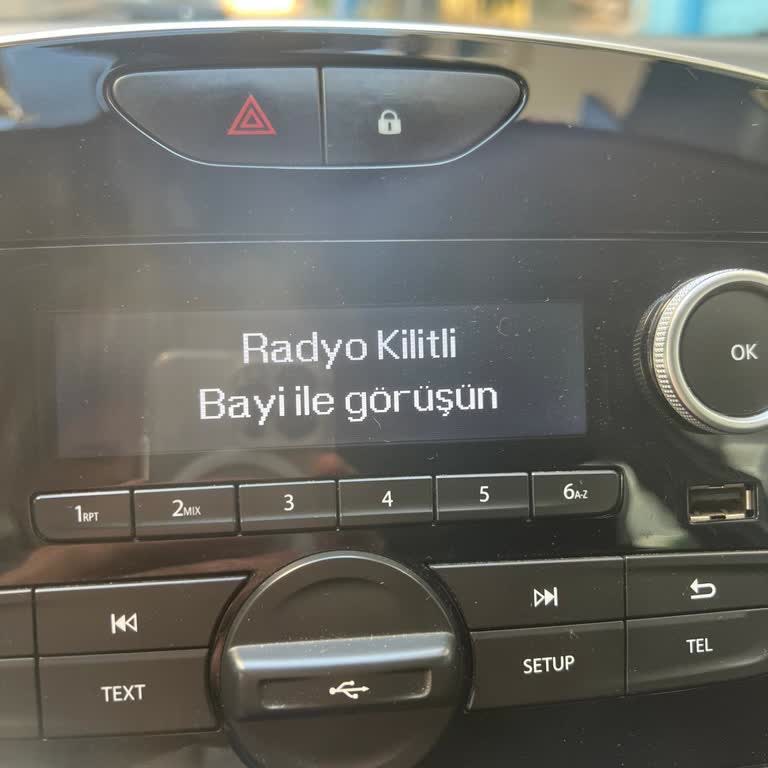 Radyo Kilitli
Bayi ile görüşün
OK
1RPT 2MIX 3 4 5 6A-Z
TEXT SETUP TEL